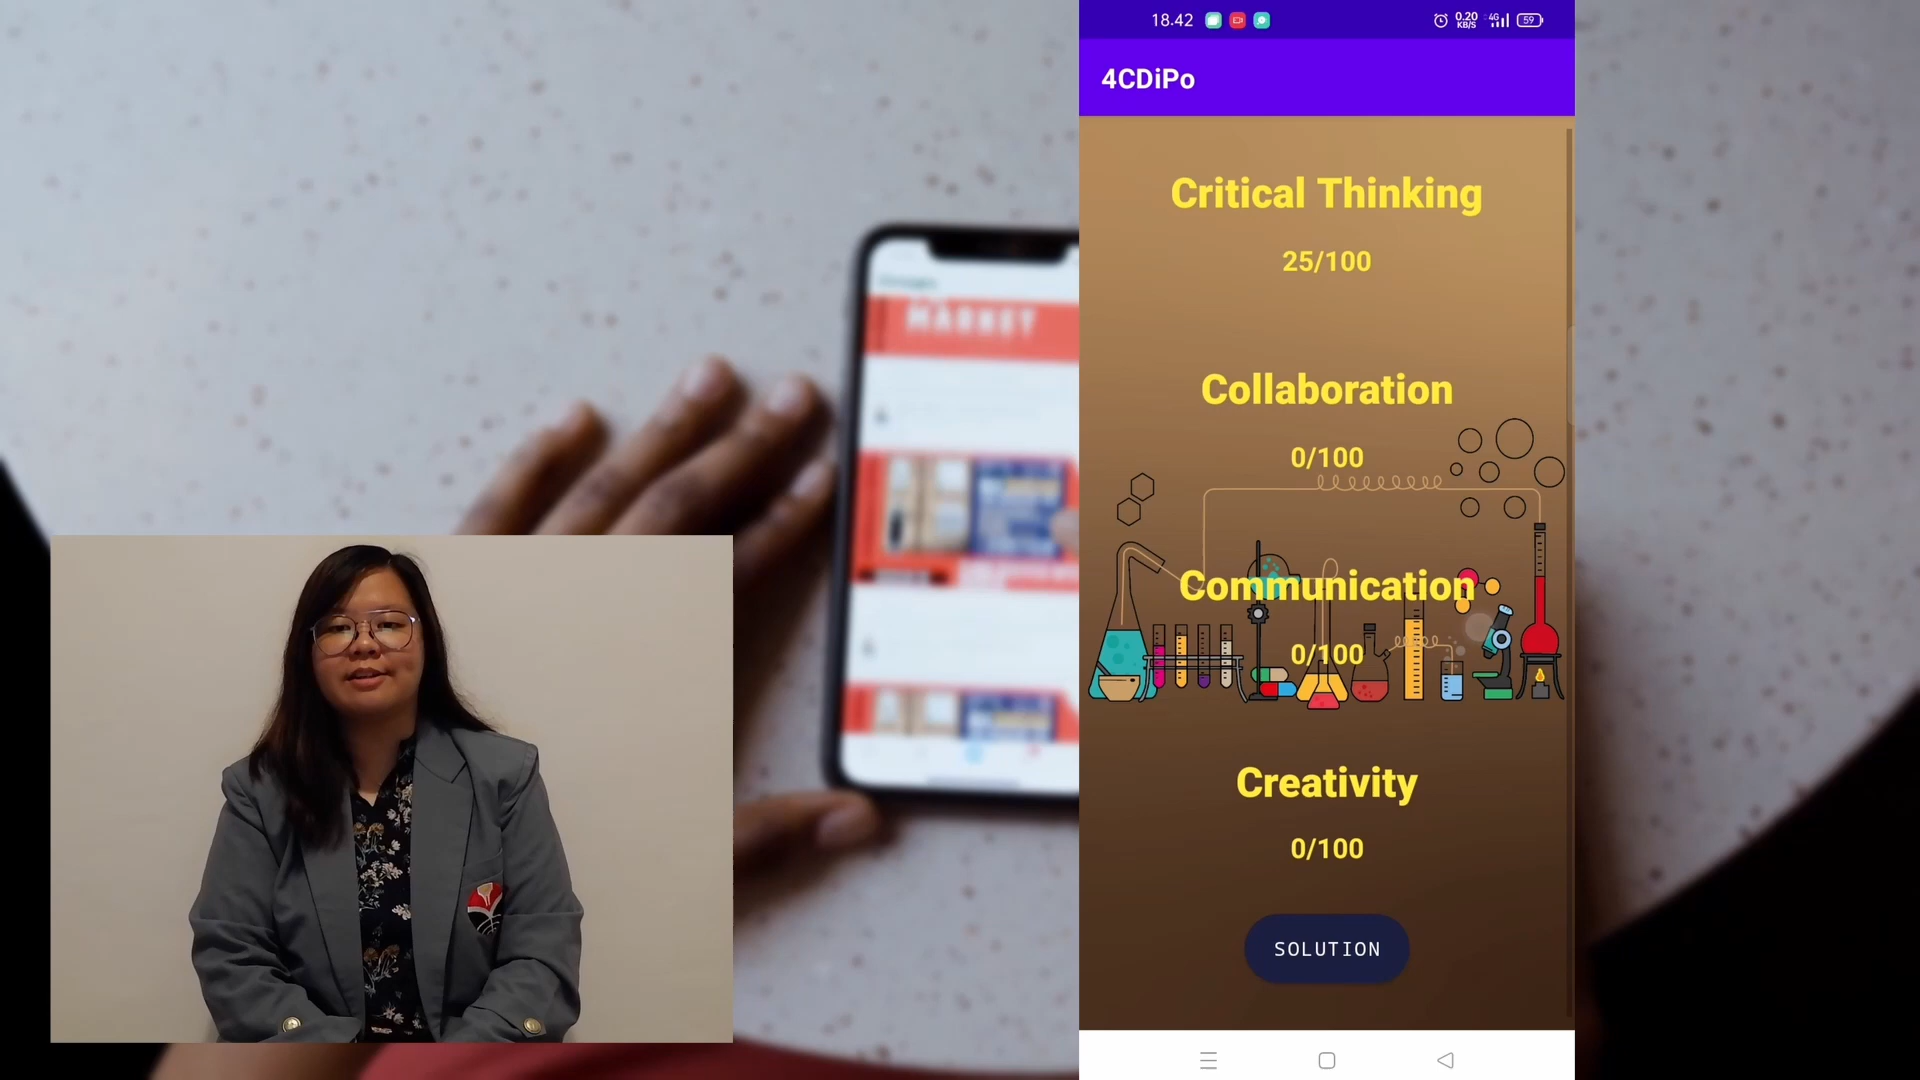 18.42
0.20
KB/S
4G
59
4CDiPo
Critical Thinking
25/100
Collaboration
0/100
Communication
0/100
Creativity
0/100
SOLUTION
MARKET